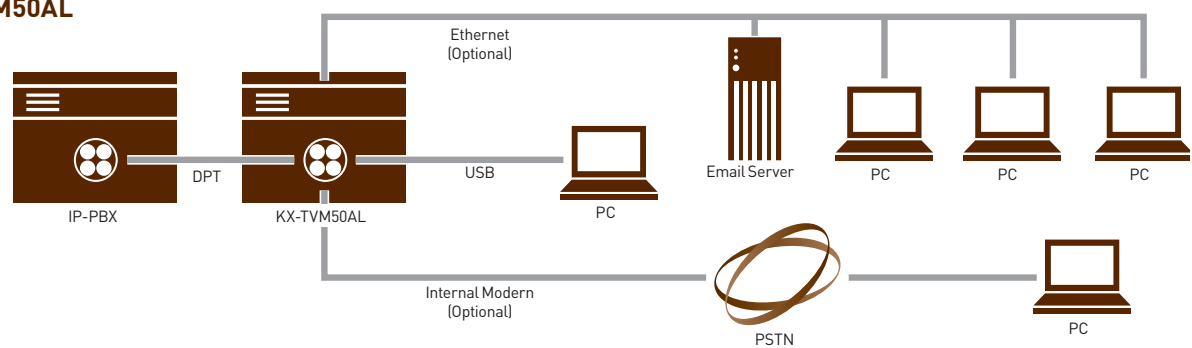 M50AL
Ethernet
(Optional)
DPT
USB
Email Server
PC
PC
PC
IP-PBX
KX-TVM50AL
PC
Internal Modern
(Optional)
PSTN
PC